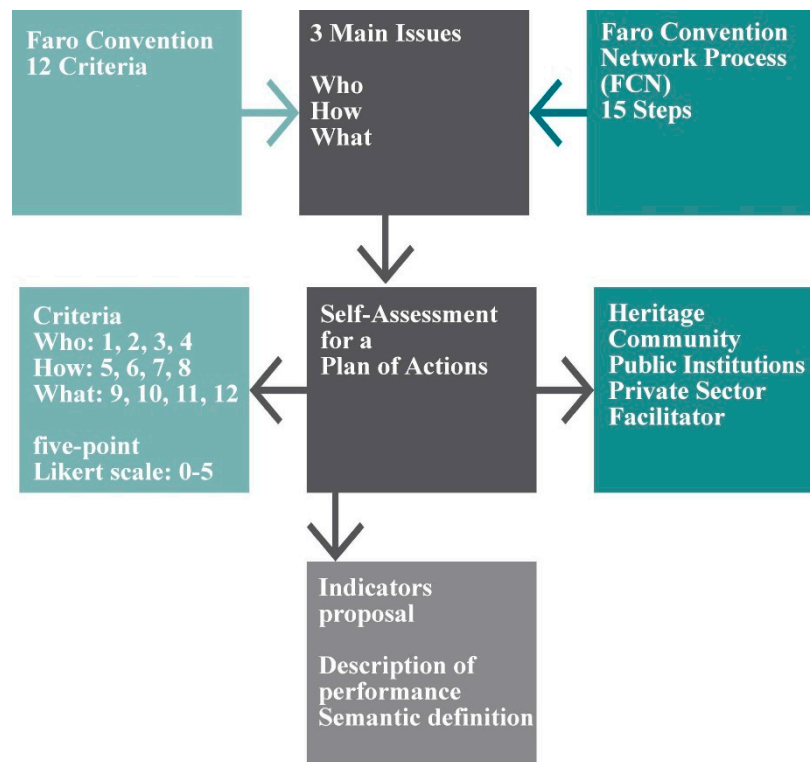 Faro Convention
12 Criteria
3 Main Issues
Who
How
What
Faro Convention
Network Process
(FCN)
15 Steps
Criteria
Who: 1, 2, 3, 4
How: 5, 6, 7, 8
What: 9, 10, 11, 12
five-point
Likert scale: 0-5
Self-Assessment
for a
Plan of Actions
Heritage
Community
Public Institutions
Private Sector
Facilitator
Indicators
proposal
Description of
performance
Semantic definition